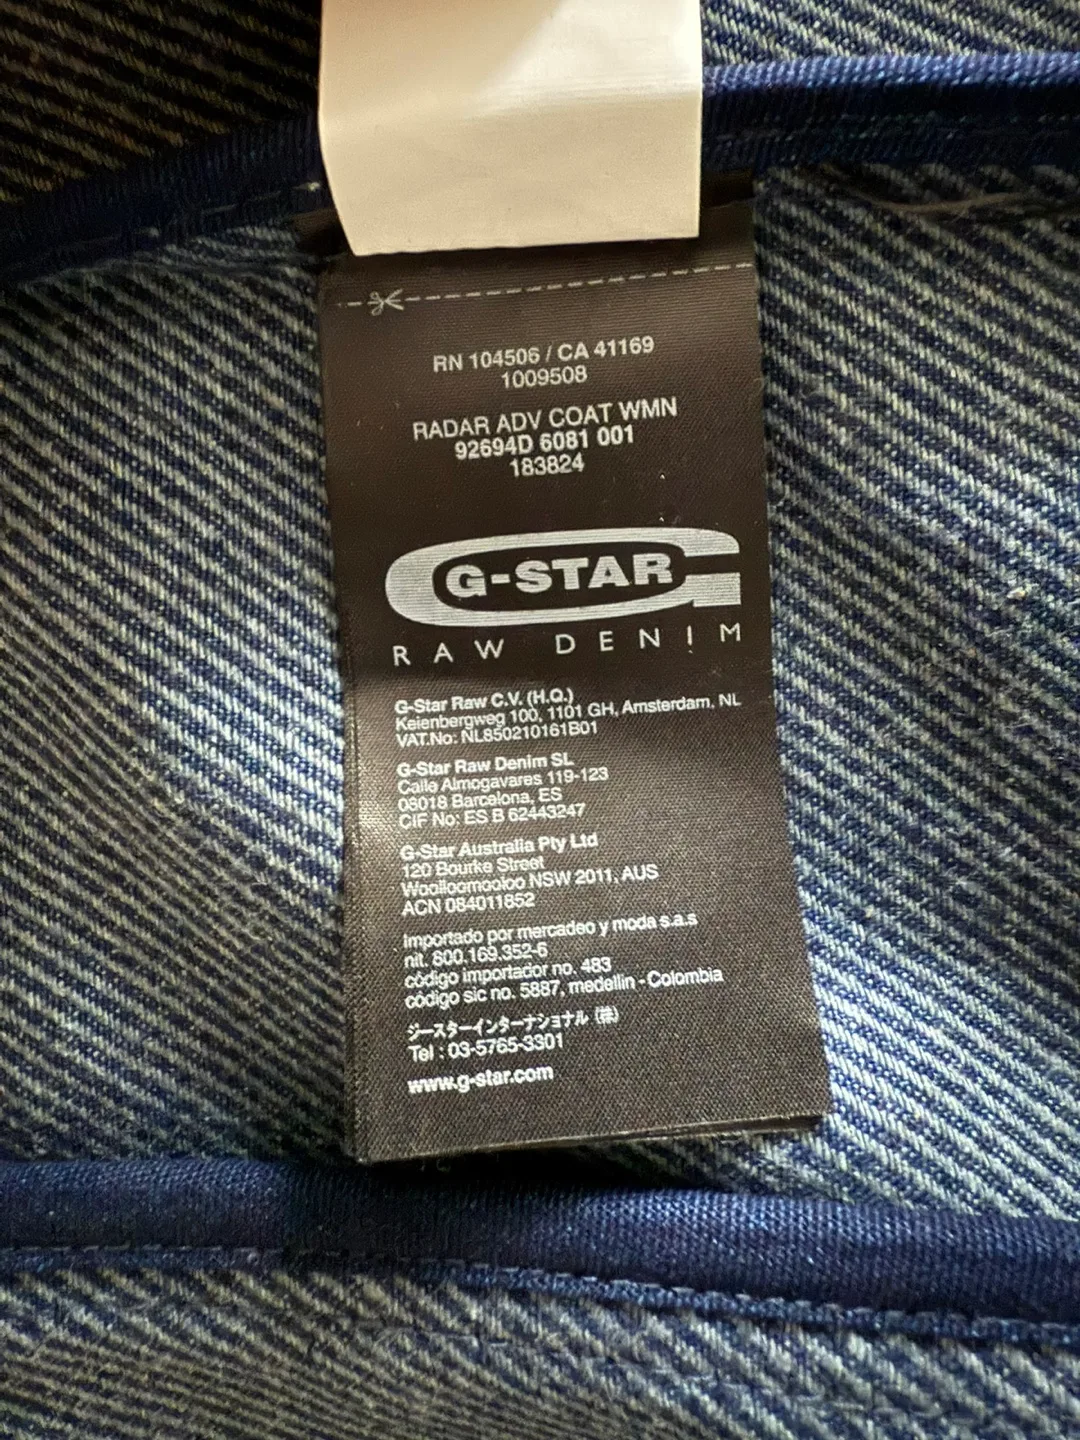 RN 104506 / CA 41169
1009508
RADAR ADV COAT WMN
92694D 6081 001
183824
G-STAR
RAW DENIM
G-Star Raw C.V. (H.Q.)
Keienbergweg 100, 1101 GH, Amsterdam, NL
VAT.No: NL850210161B01
G-Star Raw Denim SL
Calle Almogavares 119-123
08018 Barcelona, ES
CIF No: ES B 62443247
G-Star Australia Pty Ltd
120 Bourke Street
Woolloomooloo NSW 2011, AUS
ACN 084011852
Importado por mercadeo y moda s.a.s
nit. 800.169.352-6
código importador no. 483
código sic no. 5887, medellin - Colombia
ジースターインターナショナル (株)
Tel : 03-5765-3301
www.g-star.com